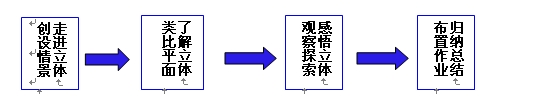 走进立体
创设情景
了解立体
类比平面
感悟立体
观察探索
归纳总结
布置作业